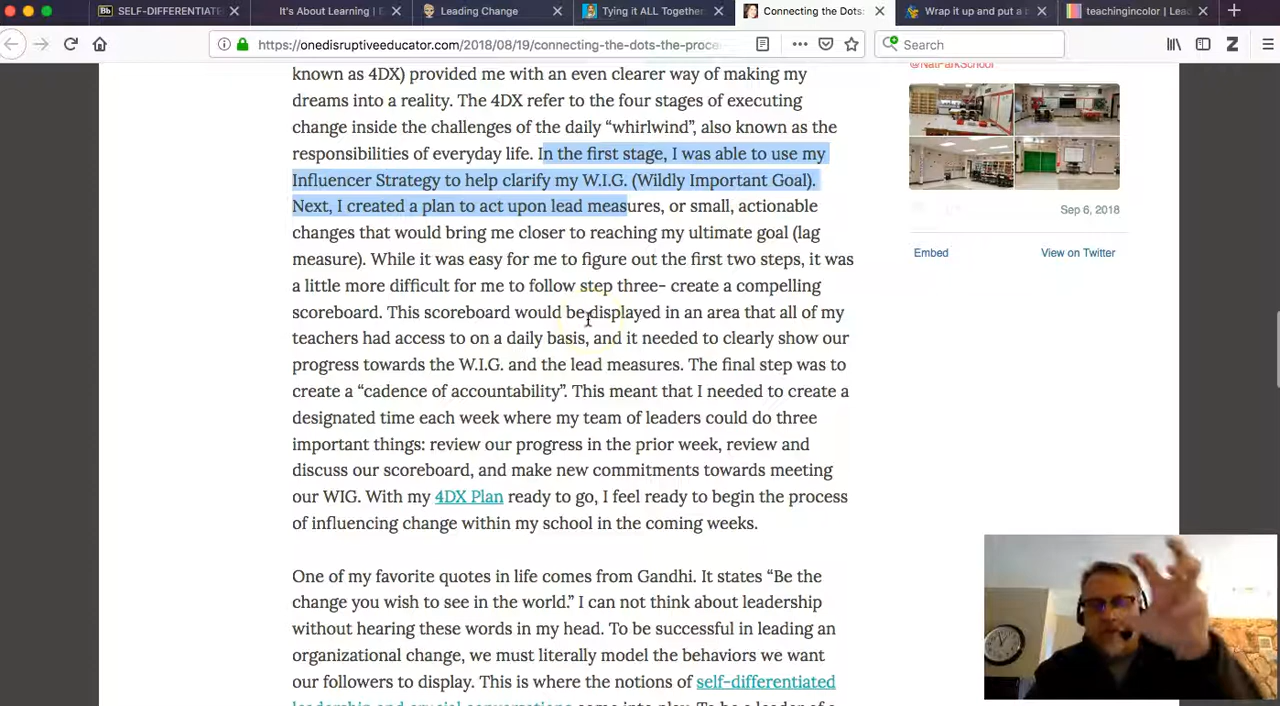 Bb SELF-DIFFERENTIATE
It's About Learning | E
Leading Change
Tying it ALL Together
Connecting the Dots:
Wrap it up and put a b
teachingincolor | Lead
https://onedisruptiveeducator.com/2018/08/19/connecting-the-dots-the-proce
Search
known as 4DX) provided me with an even clearer way of making my
dreams into a reality. The 4DX refer to the four stages of executing
change inside the challenges of the daily “whirlwind”, also known as the
responsibilities of everyday life. In the first stage, I was able to use my
Influencer Strategy to help clarify my W.I.G. (Wildly Important Goal).
Next, I created a plan to act upon lead measures, or small, actionable
changes that would bring me closer to reaching my ultimate goal (lag
measure). While it was easy for me to figure out the first two steps, it was
a little more difficult for me to follow step three- create a compelling
scoreboard. This scoreboard would be displayed in an area that all of my
teachers had access to on a daily basis, and it needed to clearly show our
progress towards the W.I.G. and the lead measures. The final step was to
create a “cadence of accountability”. This meant that I needed to create a
designated time each week where my team of leaders could do three
important things: review our progress in the prior week, review and
discuss our scoreboard, and make new commitments towards meeting
our WIG. With my 4DX Plan ready to go, I feel ready to begin the process
of influencing change within my school in the coming weeks.
One of my favorite quotes in life comes from Gandhi. It states “Be the
change you wish to see in the world.” I can not think about leadership
without hearing these words in my head. To be successful in leading an
organizational change, we must literally model the behaviors we want
our followers to display. This is where the notions of self-differentiated
leadership and crucial conversations come into play. To be a leader of a
@NatParkSchool
Sep 6, 2018
Embed
View on Twitter